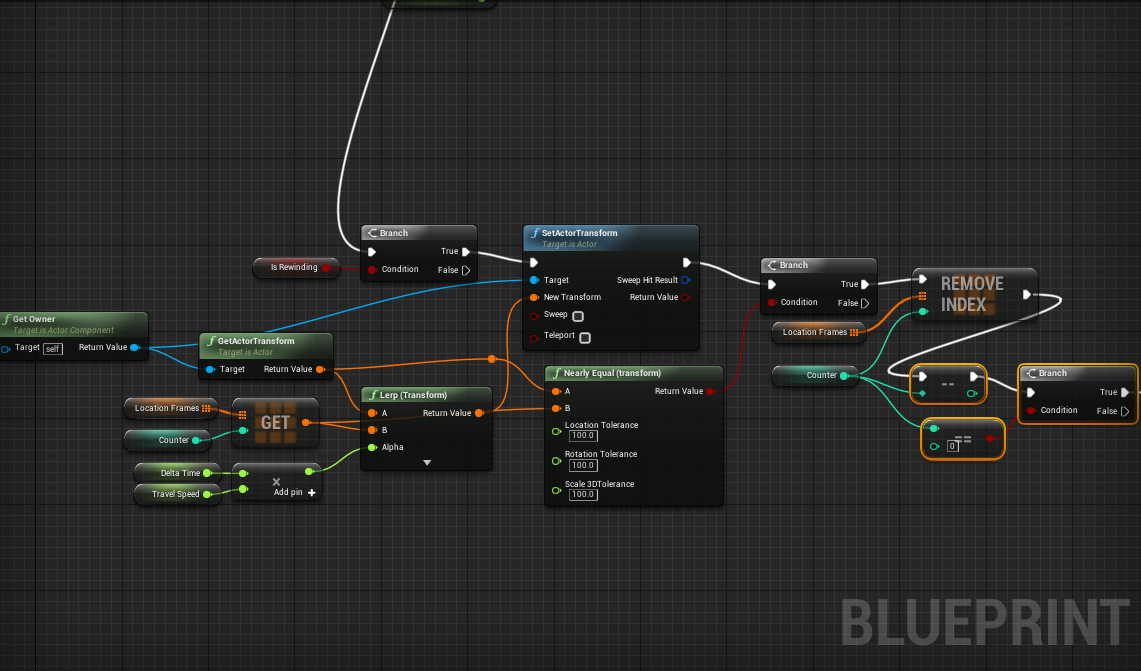 Branch
True
Condition
False
Is Rewinding
SetActorTransform
Target is Actor
Target
Sweep Hit Result
New Transform
Return Value
Sweep
Teleport
Branch
True
Condition
False
Location Frames
Counter
REMOVE
INDEX
--
==
0
Branch
True
Condition
False
Get Owner
Target is Actor Component
Target self
Return Value
GetActorTransform
Target is Actor
Target
Return Value
Location Frames
Counter
GET
Delta Time
Travel Speed
×
Add pin +
Lerp (Transform)
A
Return Value
B
Alpha
Nearly Equal (transform)
A
Return Value
B
Location Tolerance
100.0
Rotation Tolerance
100.0
Scale 3DTolerance
100.0
BLUEPRINT